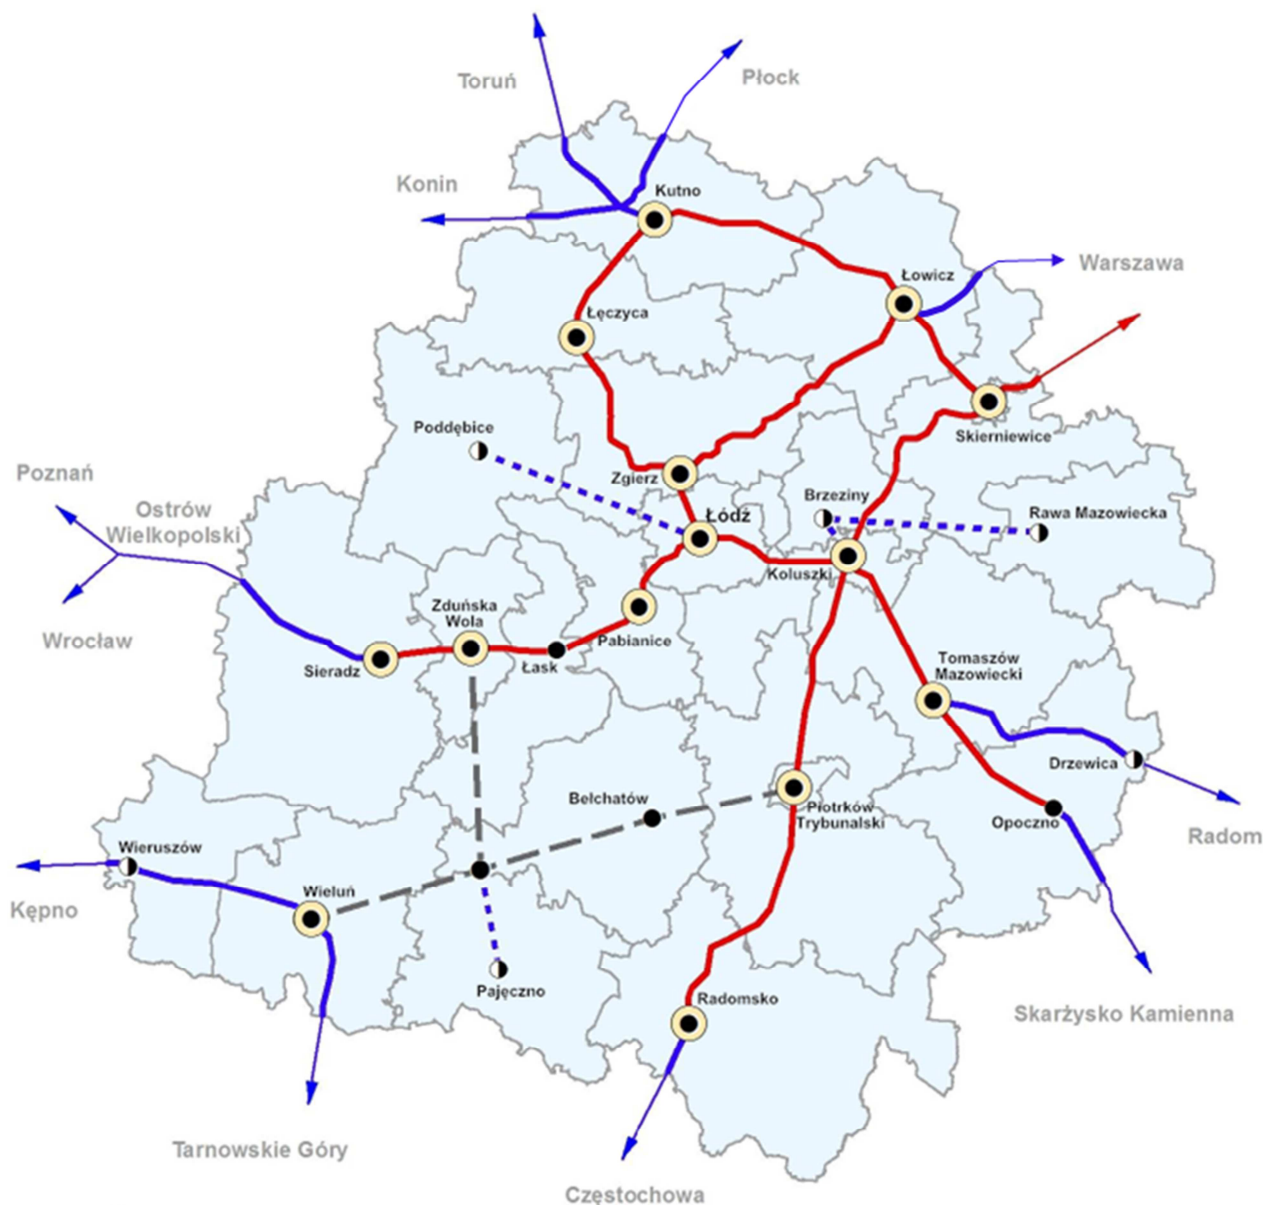 Toruń
Płock
Konin
Kutno
Łowicz
Warszawa
Łęczyca
Poddębice
Skierniewice
Poznań
Zgierz
Brzeziny
Ostrów
Wielkopolski
Łódź
Rawa Mazowiecka
Koluszki
Zduńska
Wola
Wrocław
Pabianice
Sieradz
Łask
Tomaszów
Mazowiecki
Drzewica
Bełchatów
Piotrków
Trybunalski
Opoczno
Radom
Wieruszów
Wieluń
Kępno
Pajęczno
Radomsko
Skarżysko Kamienna
Tarnowskie Góry
Częstochowa